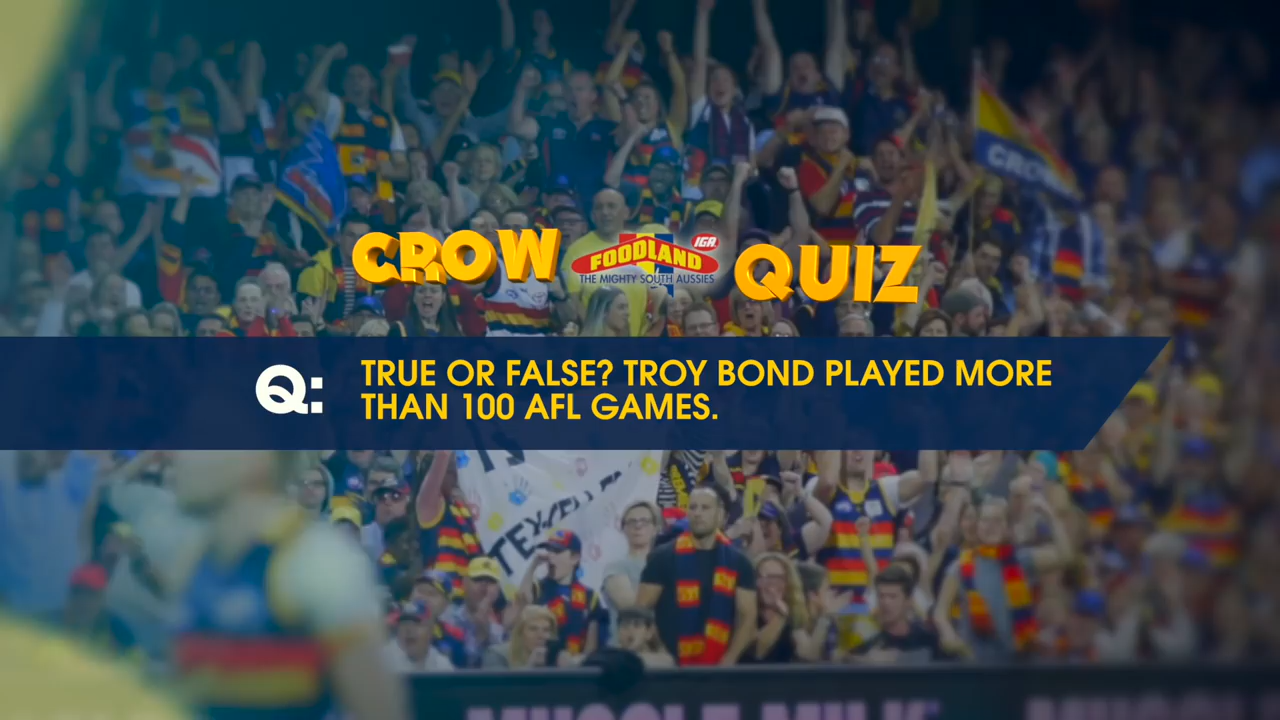 CROW
FOODLAND
IGA
THE MIGHTY SOUTH AUSSIES
QUIZ
Q:
TRUE OR FALSE? TROY BOND PLAYED MORE
THAN 100 AFL GAMES.